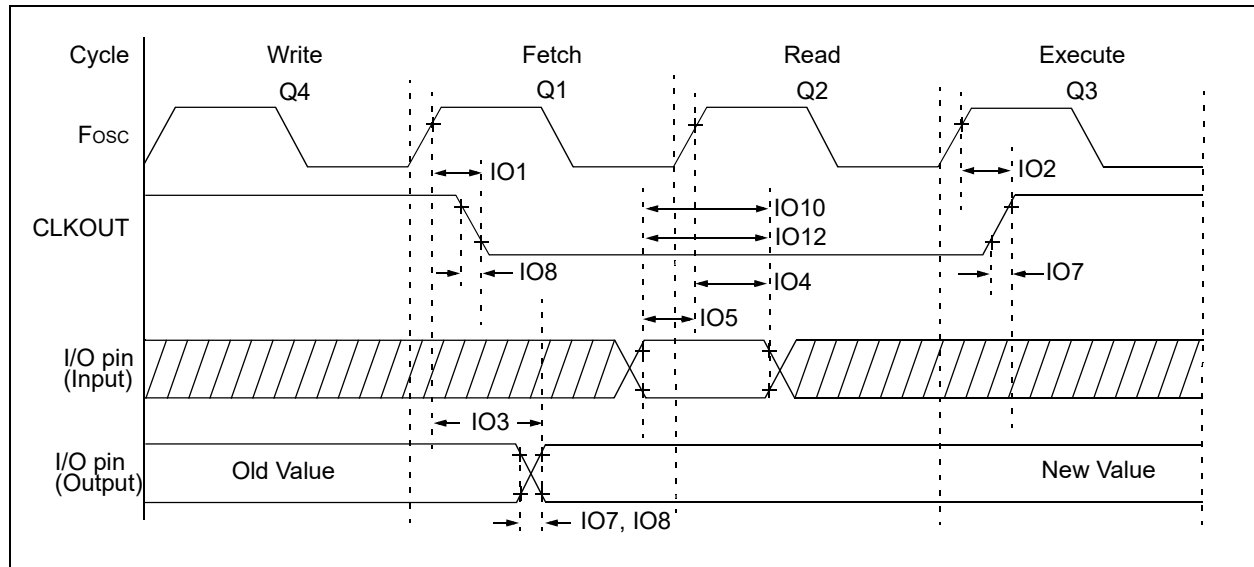 Cycle Write Fetch Read Execute
Q4 Q1 Q2 Q3
Fosc
IO1 IO2
IO10
CLKOUT
IO12
IO8 IO4 IO7
IO5
I/O pin
(Input)
IO3
I/O pin
(Output)
Old Value New Value
IO7, IO8